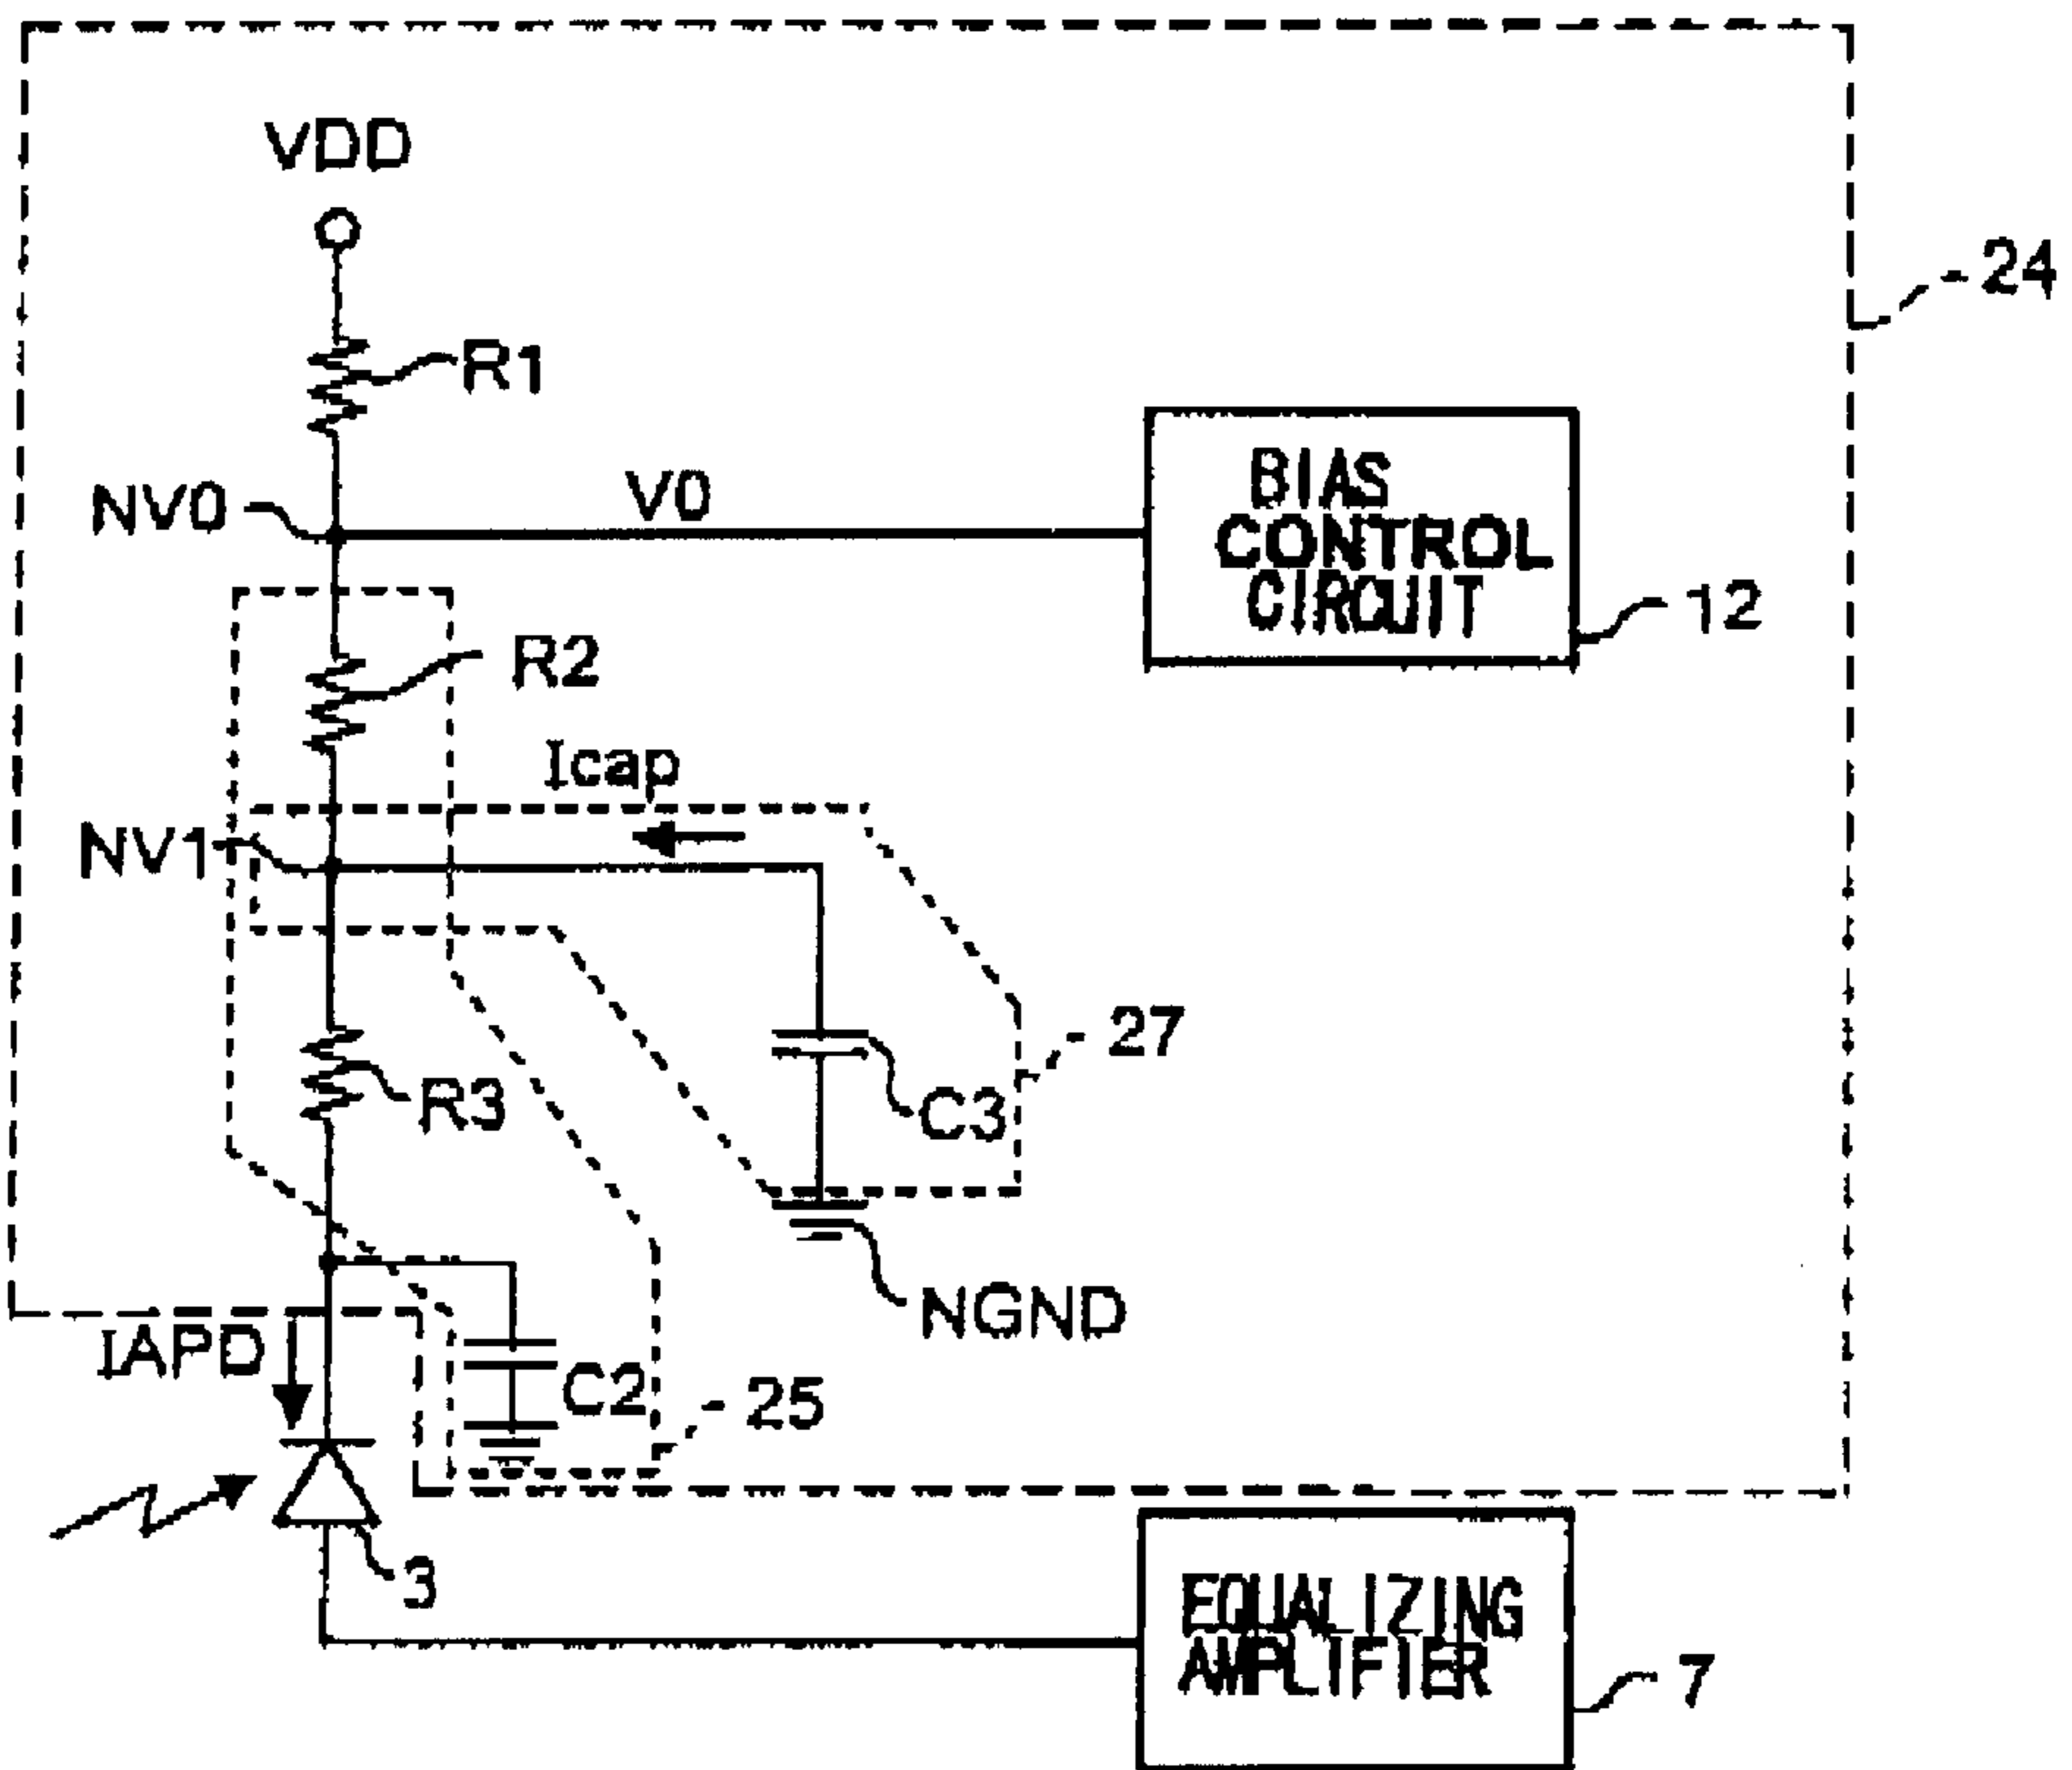 VDD
24
R1
NV0
V0
BIAS
CONTROL
CIRCUIT
12
R2
Icap
NV1
27
R3
C3
NGND
IAPD
C2
25
3
EQUALIZING
AMPLIFIER
7